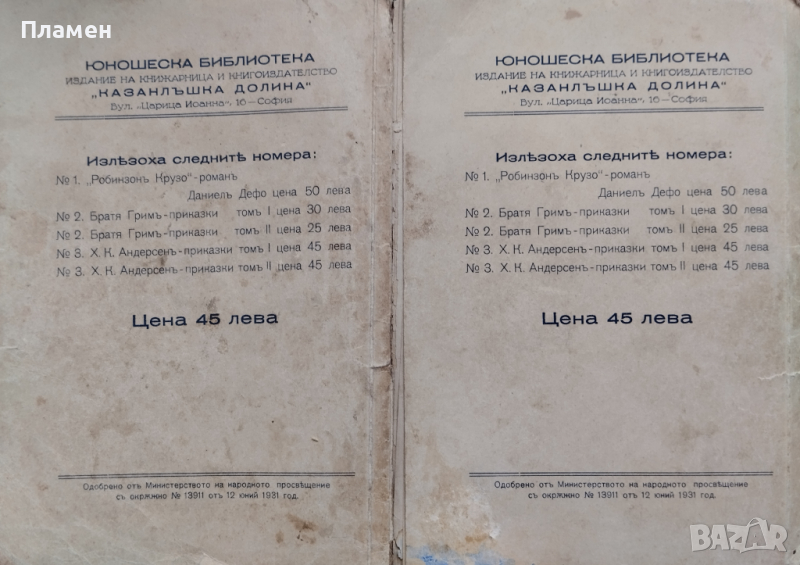 Пламен
ЮНОШЕСКА БИБЛИОТЕКА
ИЗДАНИЕ НА КНИЖАРНИЦА И КНИГОИЗДАТЕЛСТВО
„КАЗАНЛЪШКА ДОЛИНА"
Вул. „Царица Иоанна", 16 — София
Излѣзоха следнитѣ номера:
№ 1. „Робинзонъ Крузо" - романъ
Даниелъ Дефо цена 50 лева
№ 2. Братя Гримъ - приказки томъ I цена 30 лева
№ 2. Братя Гримъ - приказки томъ II цена 25 лева
№ 3. Х. К. Андерсенъ - приказки томъ I цена 45 лева
№ 3. Х. К. Андерсенъ - приказки томъ II цена 45 лева
Цена 45 лева
Одобрено отъ Министерството на народното просвѣщение
съ окржино № 13911 отъ 12 юний 1931 год.
ЮНОШЕСКА БИБЛИОТЕКА
ИЗДАНИЕ НА КНИЖАРНИЦА И КНИГОИЗДАТЕЛСТВО
„КАЗАНЛЪШКА ДОЛИНА"
Вул. „Царица Иоанна", 16 — София
Излѣзоха следнитѣ номера:
№ 1. „Робинзонъ Крузо" - романъ
Даниелъ Дефо цена 50 лева
№ 2. Братя Гримъ - приказки томъ I цена 30 лева
№ 2. Братя Гримъ - приказки томъ II цена 25 лева
№ 3. Х. К. Андерсенъ - приказки томъ I цена 45 лева
№ 3. Х. К. Андерсенъ - приказки томъ II цена 45 лева
Цена 45 лева
Одобрено отъ Министерството на народното просвѣщение
съ окржино № 13911 отъ 12 юний 1931 год.
BAZAR